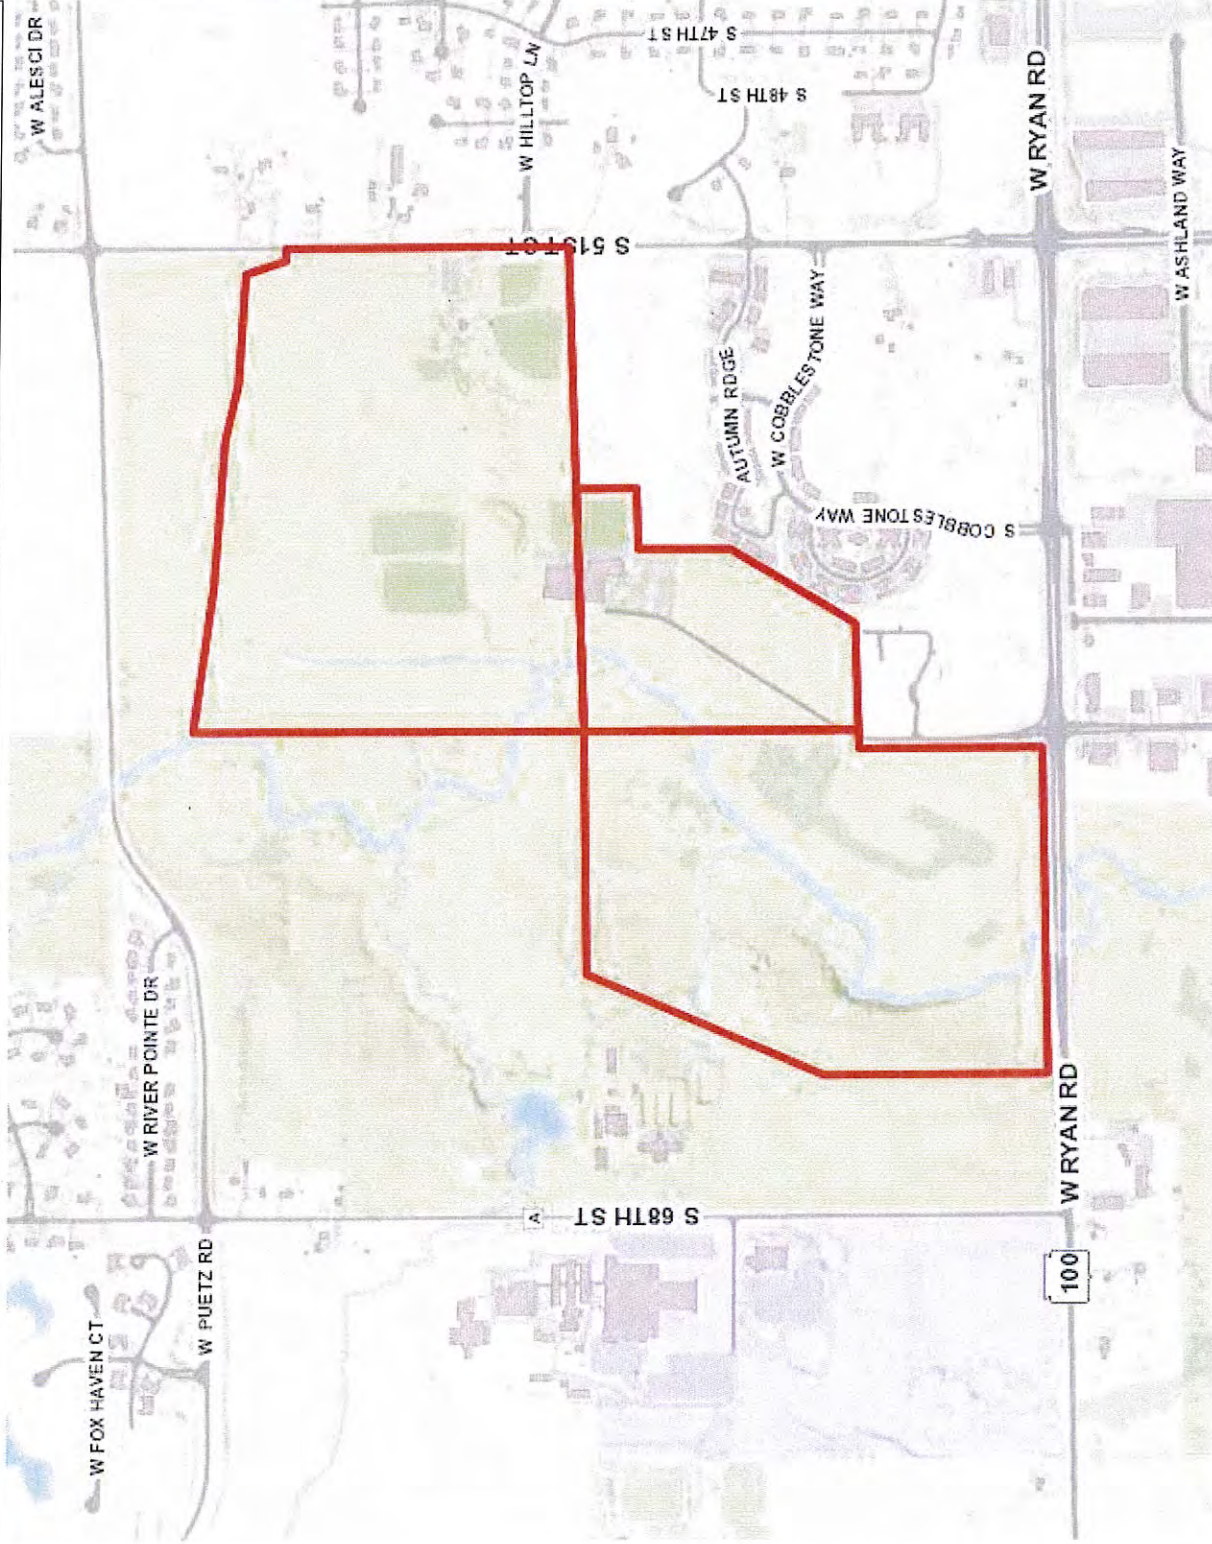 W ALESCI DR
S 47TH ST
W HILLTOP LN
S 48TH ST
W RYAN RD
W ASHLAND WAY
S 51ST ST
AUTUMN RDGE
W COBBLESTONE WAY
S COBBLESTONE WAY
W RIVER POINTE DR
W RYAN RD
A
S 68TH ST
100
W PUETZ RD
W FOX HAVEN CT